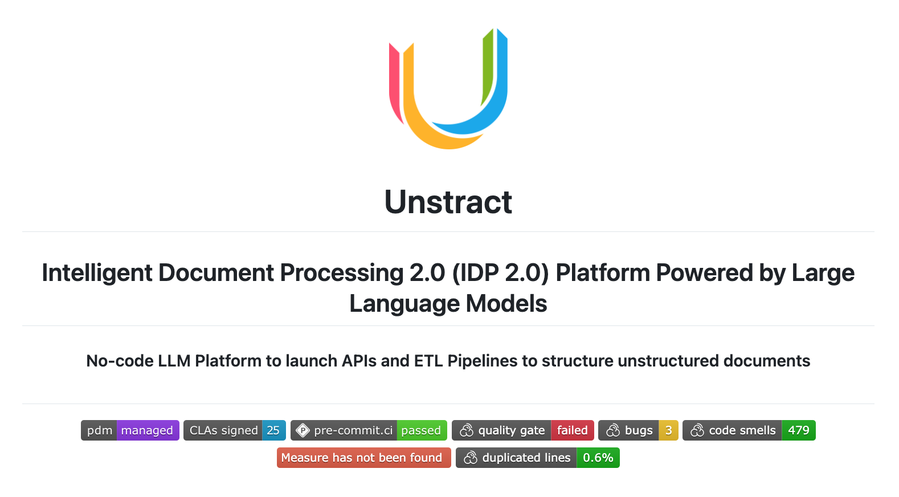 Unstract
Intelligent Document Processing 2.0 (IDP 2.0) Platform Powered by Large
Language Models
No-code LLM Platform to launch APIs and ETL Pipelines to structure unstructured documents
pdm managed CLAs signed 25 pre-commit.ci passed quality gate failed bugs 3 code smells 479
Measure has not been found duplicated lines 0.6%